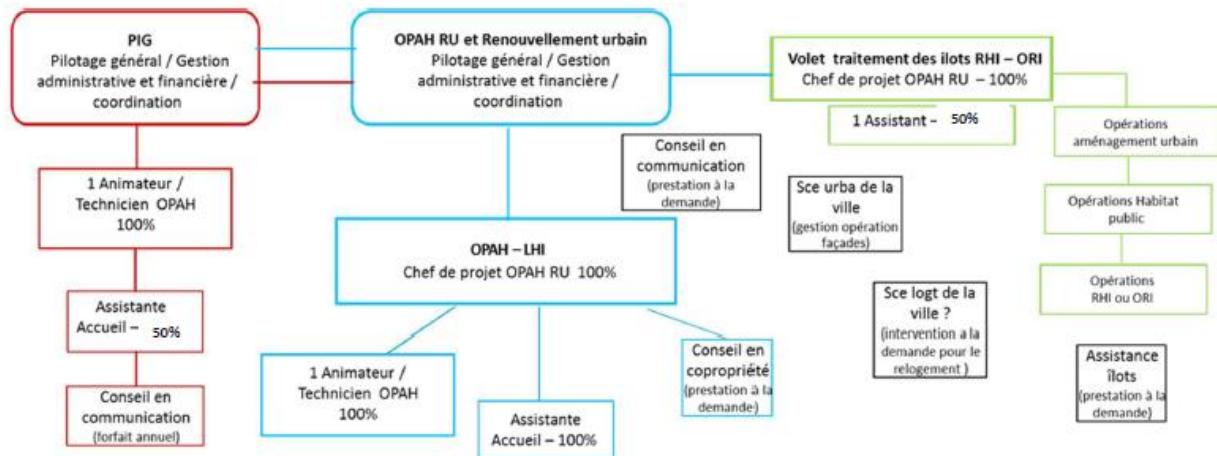 PIG
Pilotage général / Gestion
administrative et financière /
coordination
OPAH RU et Renouvellement urbain
Pilotage général / Gestion
administrative et financière /
coordination
Volet traitement des ilots RHI – ORI
Chef de projet OPAH RU – 100%
1 Assistant – 50%
Opérations
aménagement urbain
Opérations Habitat
public
Opérations
RHI ou ORI
1 Animateur /
Technicien OPAH
100%
Assistante
Accueil – 50%
Conseil en
communication
(forfait annuel)
Conseil en
communication
(prestation à la
demande)
OPAH – LHI
Chef de projet OPAH RU 100%
1 Animateur /
Technicien OPAH
100%
Assistante
Accueil – 100%
Conseil en
copropriété
(prestation à la
demande)
Sce urba de la
ville
(gestion opération
façades)
Sce logt de la
ville ?
(intervention a la
demande pour le
relogement )
Assistance
îlots
(prestation à la
demande)